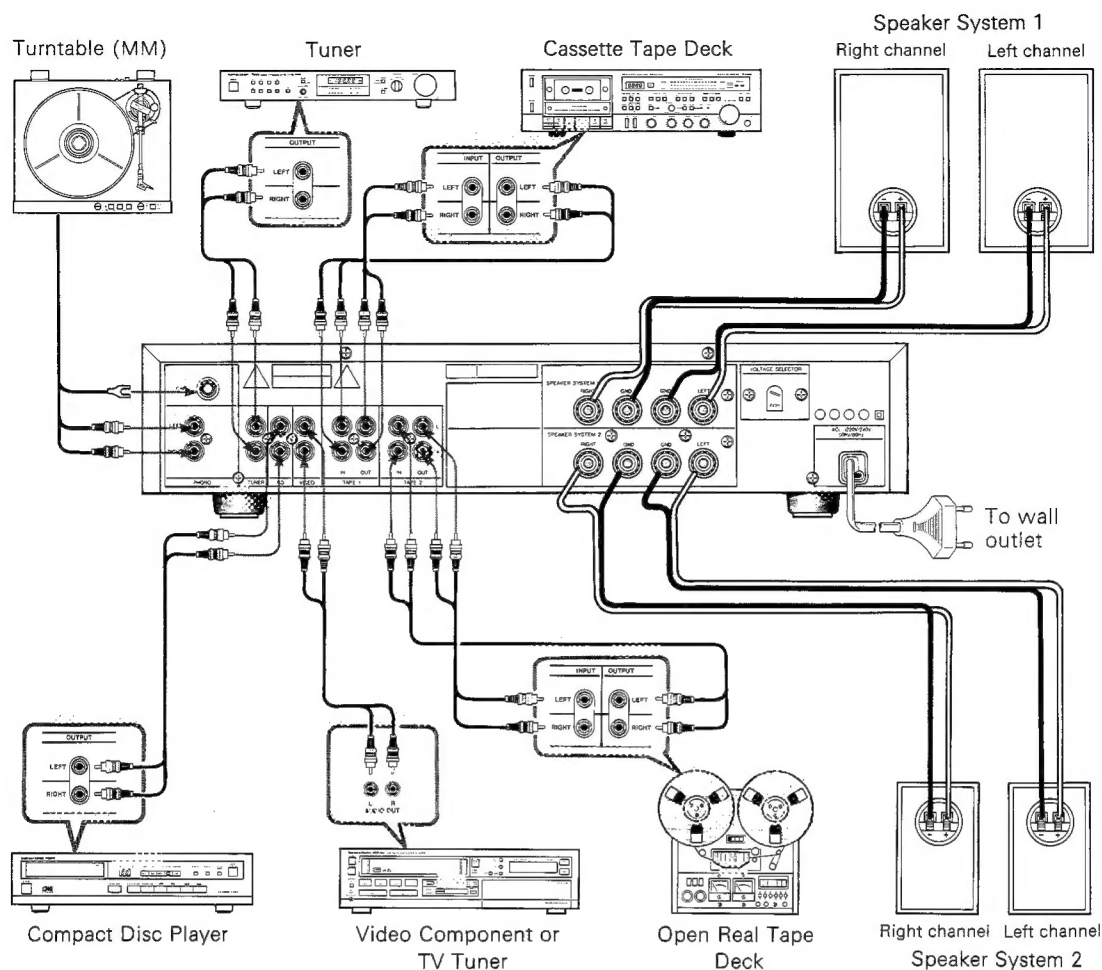 Speaker System 1
Turntable (MM)
Tuner
Cassette Tape Deck
Right channel
Left channel
OUTPUT
LEFT
RIGHT
INPUT
OUTPUT
LEFT
LEFT
RIGHT
RIGHT
VOLTAGE SELECTOR
SPEAKER SYSTEM
RIGHT
GND
GND
LEFT
SPEAKER SYSTEM 2
RIGHT
GND
GND
LEFT
PHONO
TUNER
CD
VIDEO
IN
OUT
TAPE 1
IN
OUT
TAPE 2
To wall
outlet
INPUT
OUTPUT
LEFT
LEFT
RIGHT
RIGHT
OUTPUT
LEFT
RIGHT
L
R
AUDIO OUT
Compact Disc Player
Video Component or
TV Tuner
Open Real Tape
Deck
Right channel
Left channel
Speaker System 2